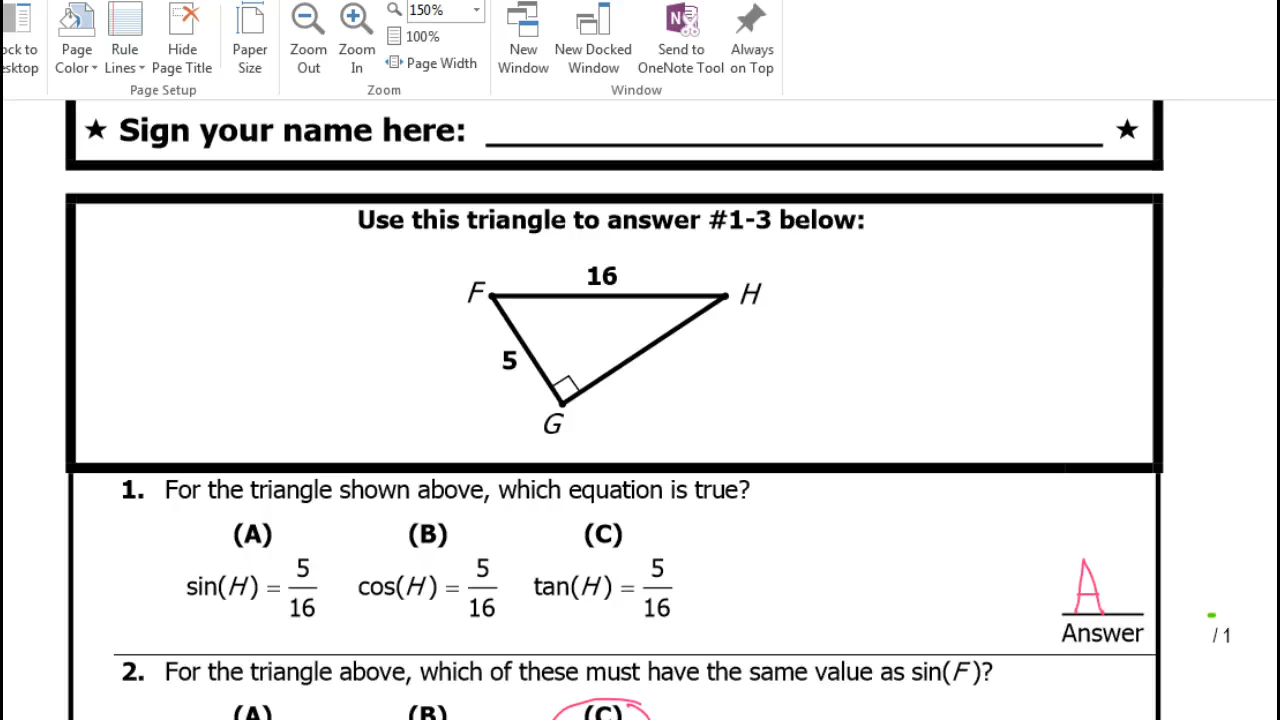 ock to esktop
Page Color
Rule Lines
Hide Page Title
Paper Size
Zoom Out
Zoom In
150%
100%
Page Width
New Window
New Docked Window
Send to OneNote Tool
Always on Top
Page Setup
Zoom
Window
★ Sign your name here: ★
Use this triangle to answer #1-3 below:
16
F
H
5
G
1. For the triangle shown above, which equation is true?
(A) (B) (C)
sin(H) = 5/16 cos(H) = 5/16 tan(H) = 5/16
A
Answer
/ 1
2. For the triangle above, which of these must have the same value as sin(F)?
(A) (B) (C)